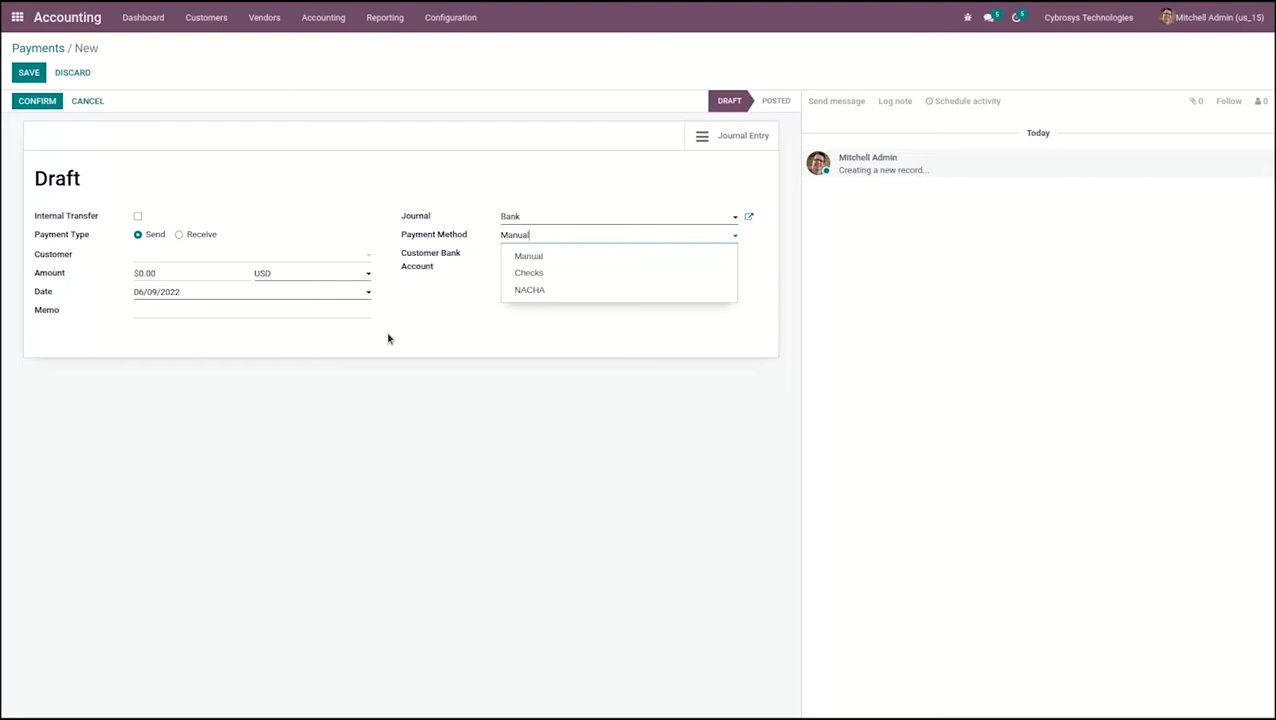 Accounting Dashboard Customers Vendors Accounting Reporting Configuration 5 5 Cybrosys Technologies Mitchell Admin (us_15)
Payments / New
SAVE DISCARD
CONFIRM CANCEL DRAFT POSTED Send message Log note Schedule activity 0 Follow 0
Journal Entry
Today
Mitchell Admin
Creating a new record...
Draft
Internal Transfer Journal Bank
Payment Type Send Receive Payment Method Manual
Customer Customer Bank Account
Amount $0.00 USD
Date 06/09/2022
Memo
Manual
Checks
NACHA